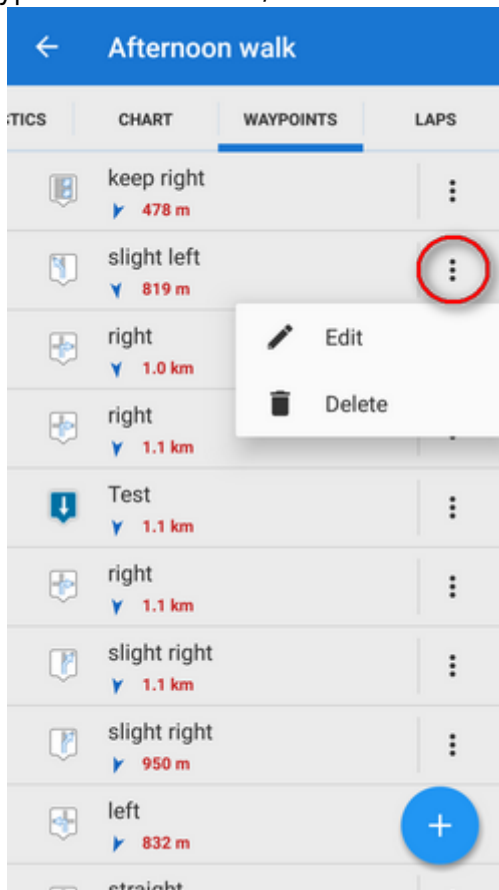 Afternoon walk
TICS CHART WAYPOINTS LAPS
keep right
478 m
slight left
819 m
Edit
right
1.0 km
Delete
right
1.1 km
Test
1.1 km
right
1.1 km
slight right
1.1 km
slight right
950 m
left
832 m
straight